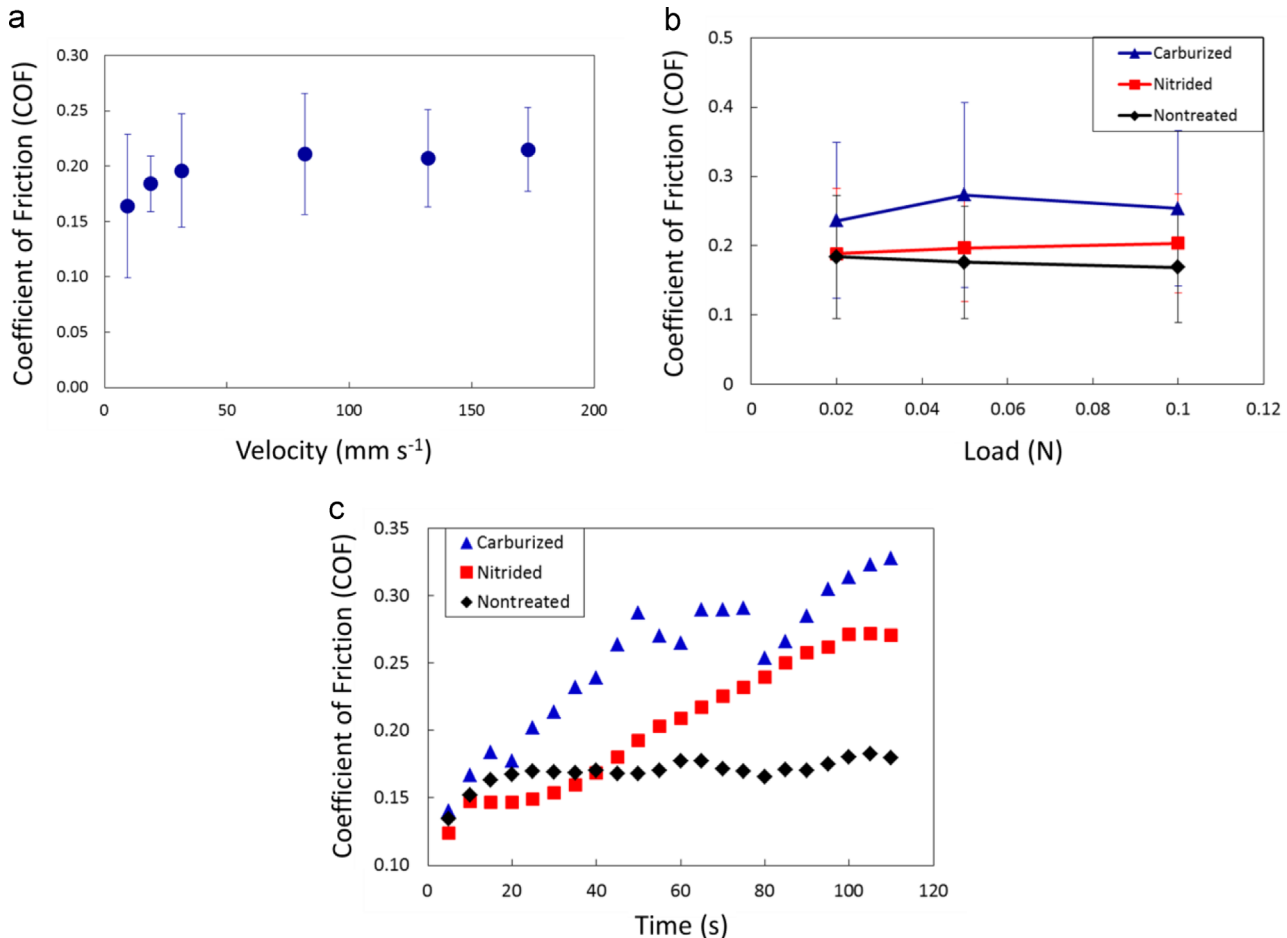 a
Coefficient of Friction (COF)
0.30
0.25
0.20
0.15
0.10
0.05
0.00
0 50 100 150 200
Velocity (mm s-1)
b
Coefficient of Friction (COF)
0.5
0.4
0.3
0.2
0.1
0
0 0.02 0.04 0.06 0.08 0.1 0.12
Load (N)
Carburized
Nitrided
Nontreated
c
Coefficient of Friction (COF)
0.35
0.30
0.25
0.20
0.15
0.10
0 20 40 60 80 100 120
Time (s)
Carburized
Nitrided
Nontreated